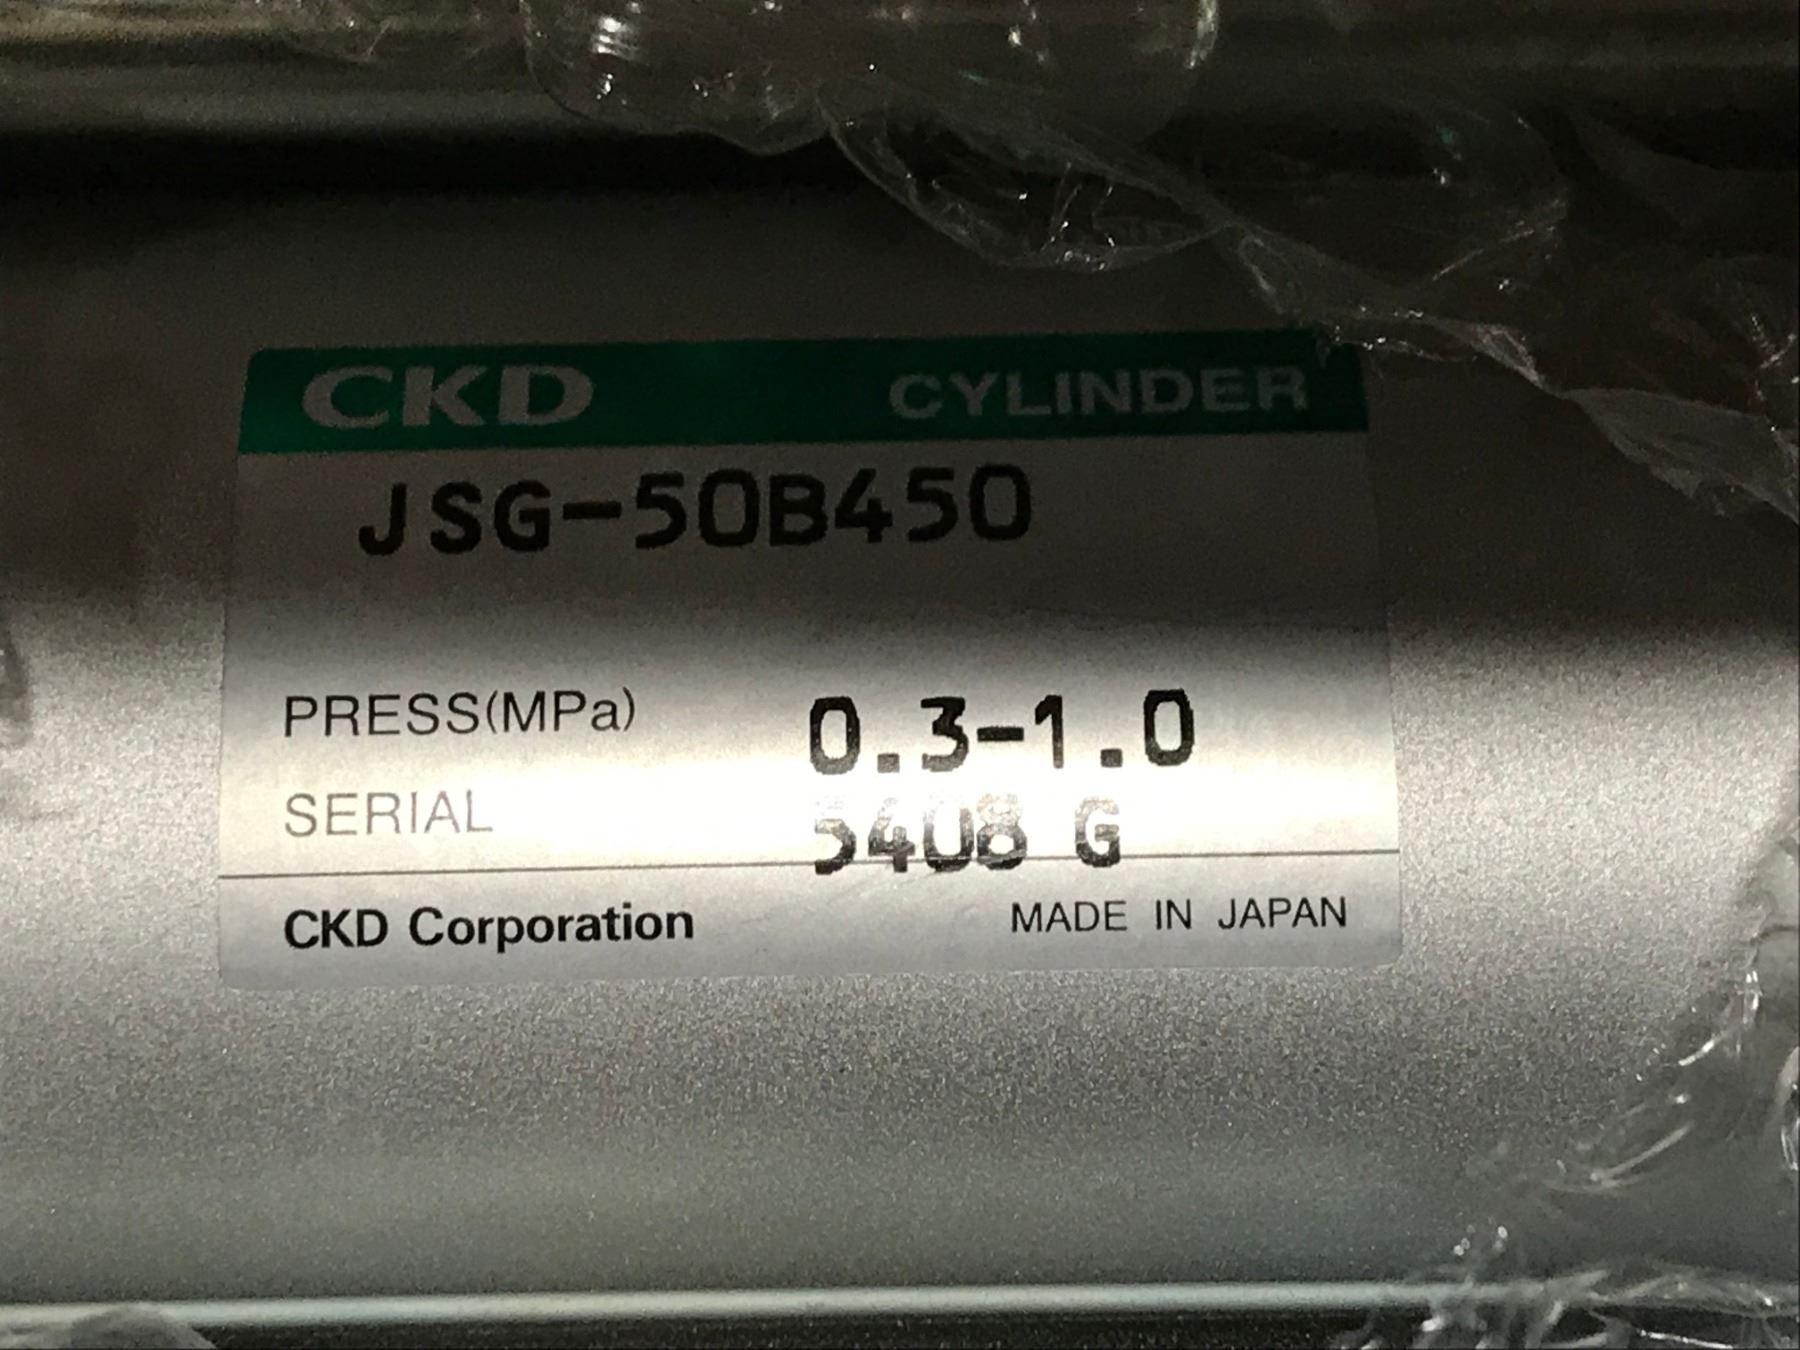 CKD CYLINDER
JSG-50B450
PRESS(MPa) 0.3-1.0
SERIAL 5408 G
CKD Corporation MADE IN JAPAN